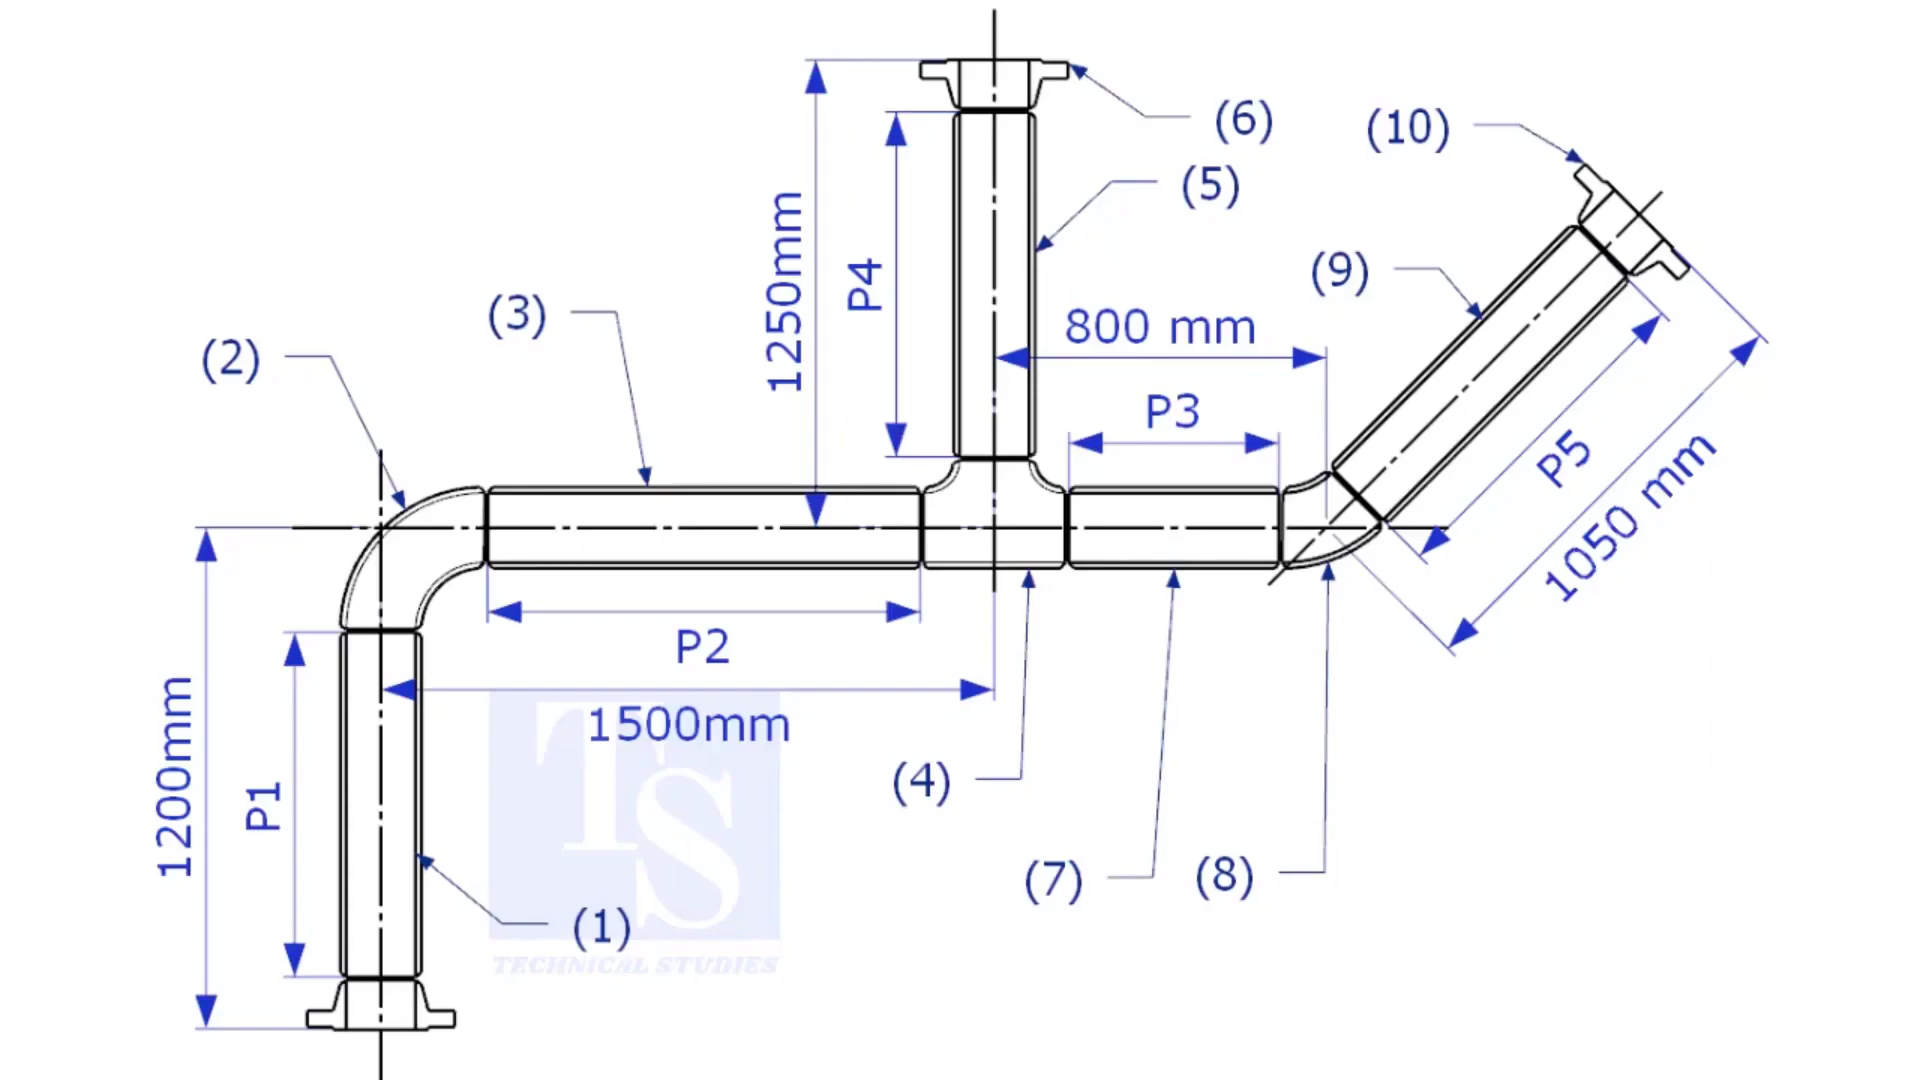 (6)
(10)
(5)
1250mm
P4
(9)
(3)
800 mm
(2)
P3
P5
1050 mm
P2
1500mm
1200mm
P1
(4)
(7)
(8)
(1)
TS
TECHNICAL STUDIES